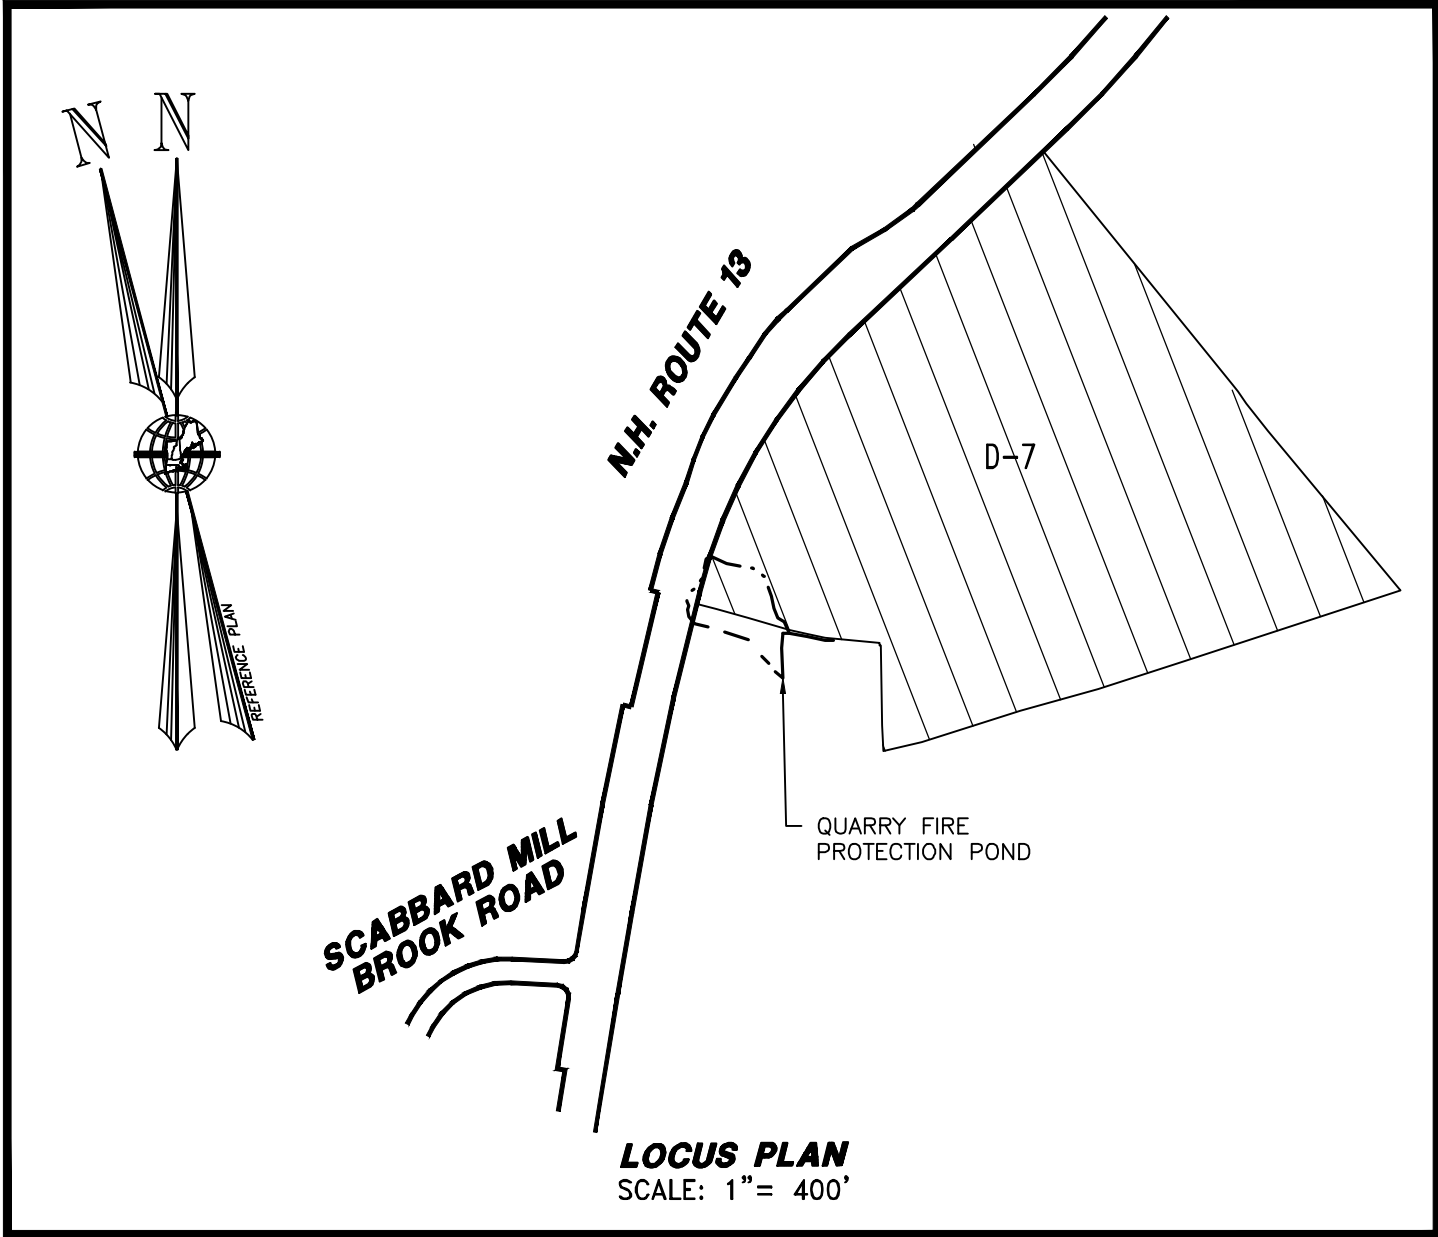 N N
N.H. ROUTE 13
D-7
REFERENCE PLAN
QUARRY FIRE
PROTECTION POND
SCABBARD MILL
BROOK ROAD
LOCUS PLAN
SCALE: 1"= 400'